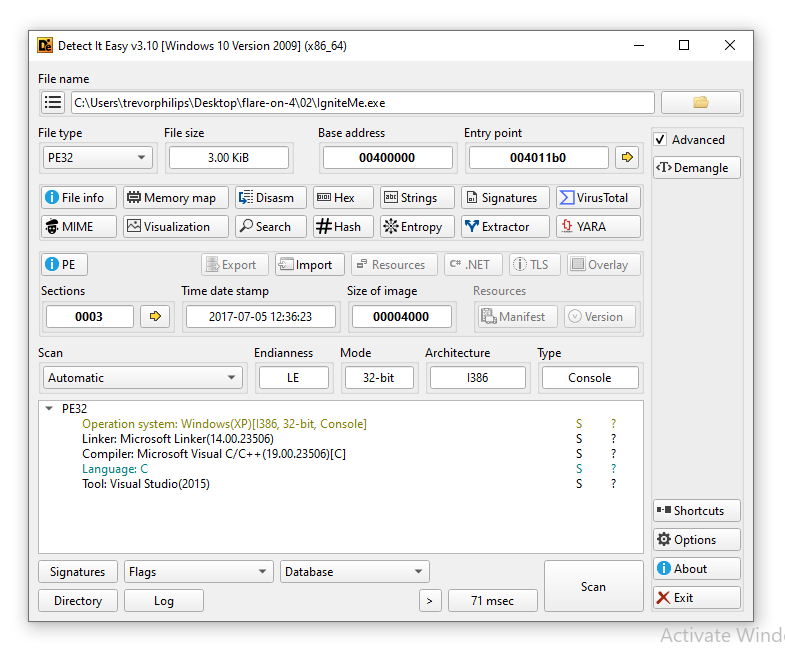 Detect It Easy v3.10 [Windows 10 Version 2009] (x86_64)
File name
C:\Users\trevorphilips\Desktop\flare-on-4\02\IgniteMe.exe
File type File size Base address Entry point
Advanced
PE32 3.00 KiB 00400000 004011b0
Demangle
File info Memory map Disasm Hex Strings Signatures VirusTotal
MIME Visualization Search Hash Entropy Extractor YARA
PE Export Import Resources .NET TLS Overlay
Sections Time date stamp Size of image Resources
0003 2017-07-05 12:36:23 00004000 Manifest Version
Scan Endianness Mode Architecture Type
Automatic LE 32-bit I386 Console
PE32
Operation system: Windows(XP)[I386, 32-bit, Console] S ?
Linker: Microsoft Linker(14.00.23506) S ?
Compiler: Microsoft Visual C/C++(19.00.23506)[C] S ?
Language: C S ?
Tool: Visual Studio(2015) S ?
Shortcuts
Options
About
Exit
Signatures Flags Database
Scan
Directory Log > 71 msec
Activate Wind